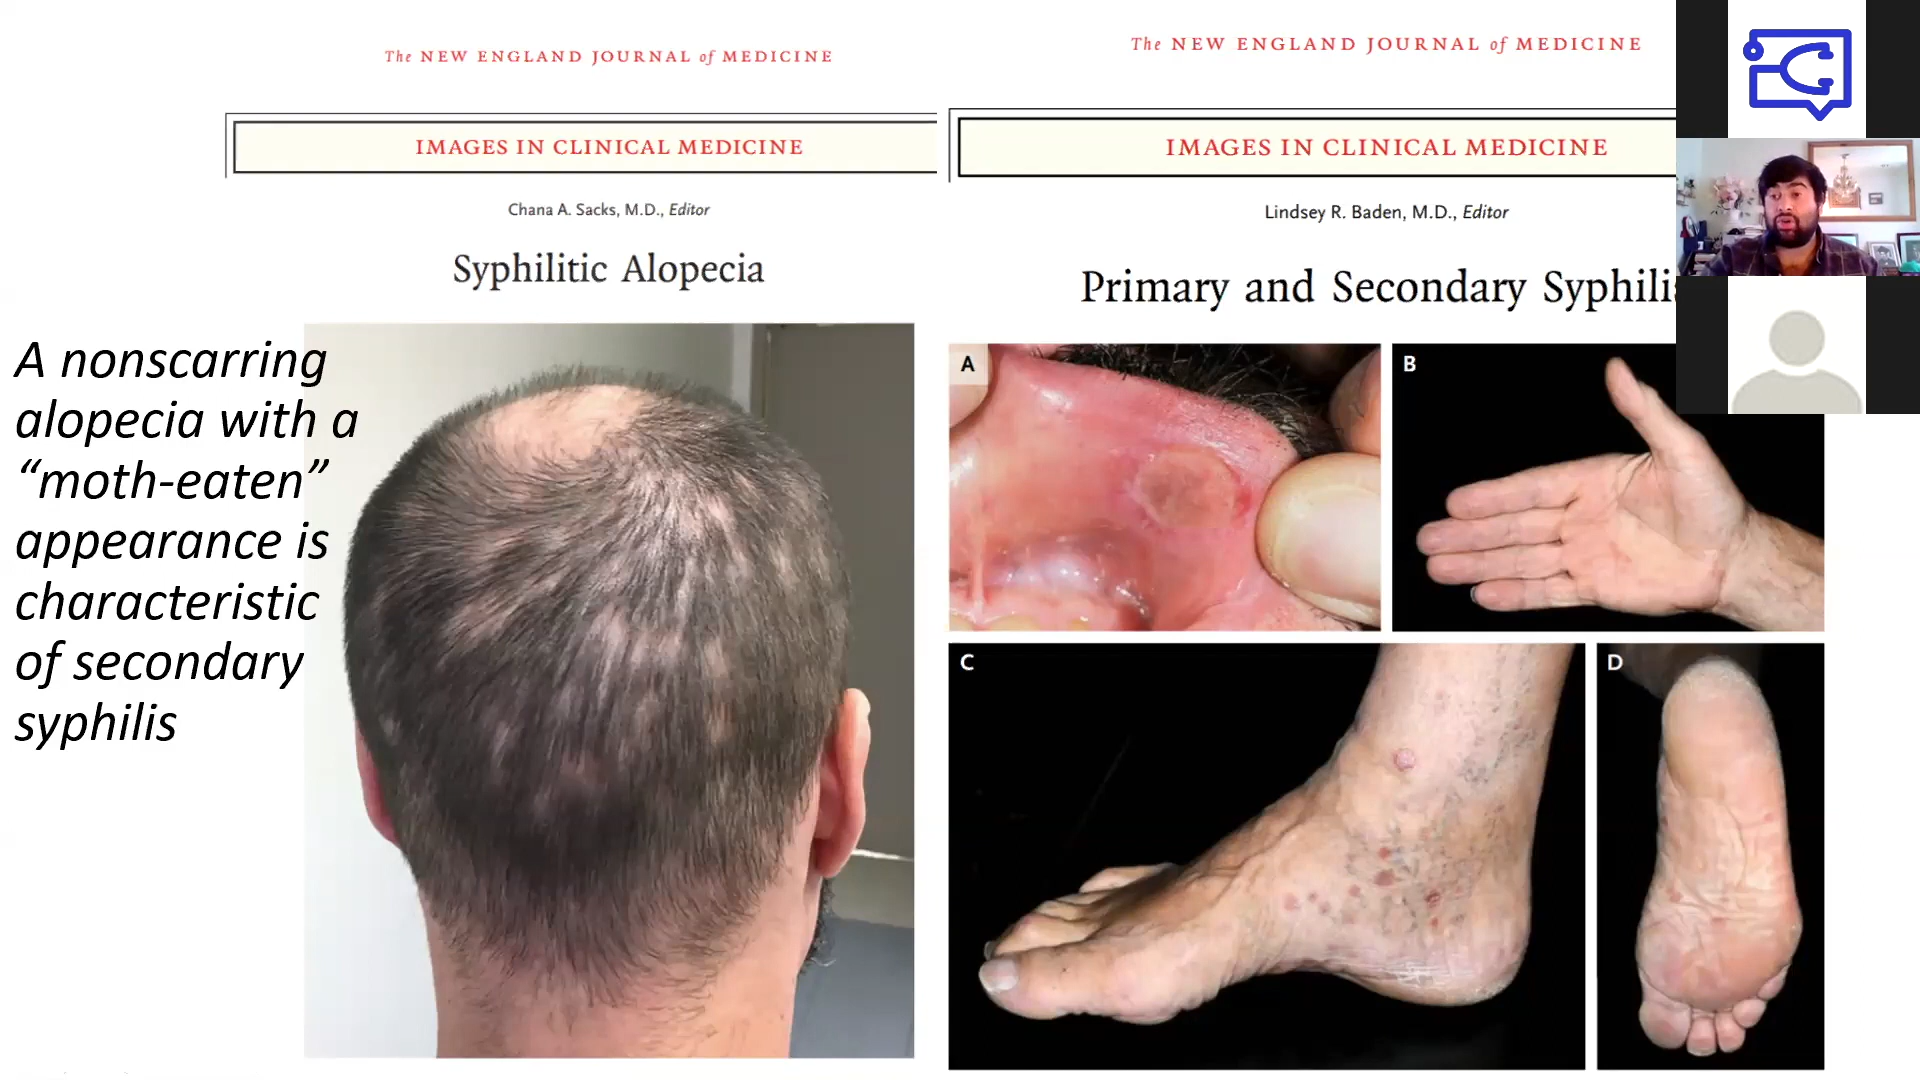 The NEW ENGLAND JOURNAL of MEDICINE
IMAGES IN CLINICAL MEDICINE
Chana A. Sacks, M.D., Editor
Syphilitic Alopecia
A nonscarring
alopecia with a
“moth-eaten”
appearance is
characteristic
of secondary
syphilis
The NEW ENGLAND JOURNAL of MEDICINE
IMAGES IN CLINICAL MEDICINE
Lindsey R. Baden, M.D., Editor
Primary and Secondary Syphili
A
B
C
D